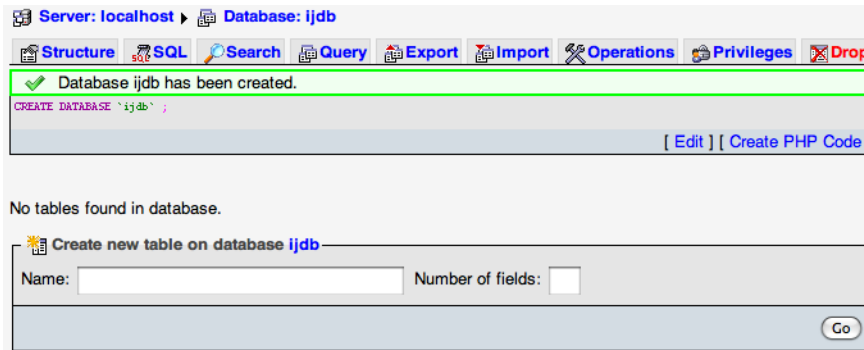 Server: localhost ▸ Database: ijdb
Structure SQL Search Query Export Import Operations Privileges Drop
Database ijdb has been created.
CREATE DATABASE `ijdb` ;
[ Edit ] [ Create PHP Code
No tables found in database.
Create new table on database ijdb
Name: Number of fields:
Go